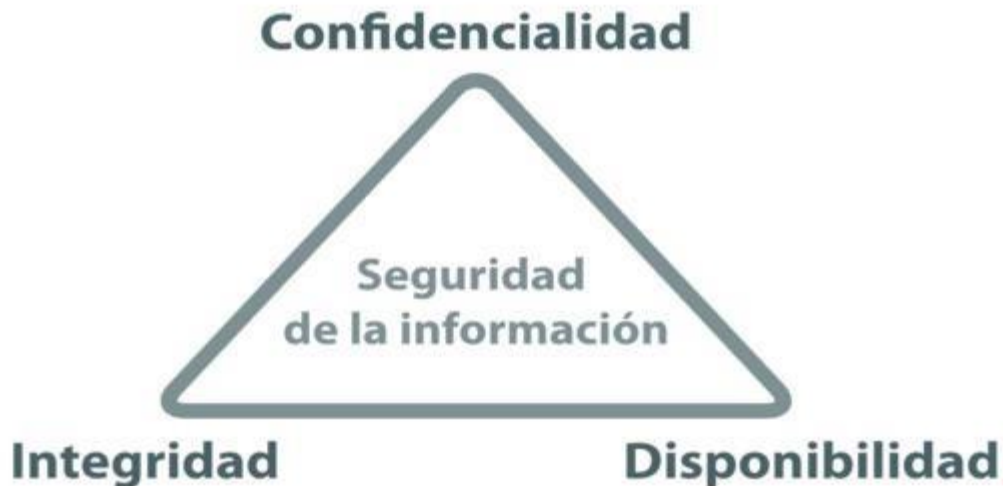 Confidencialidad
Seguridad
de la información
Integridad
Disponibilidad